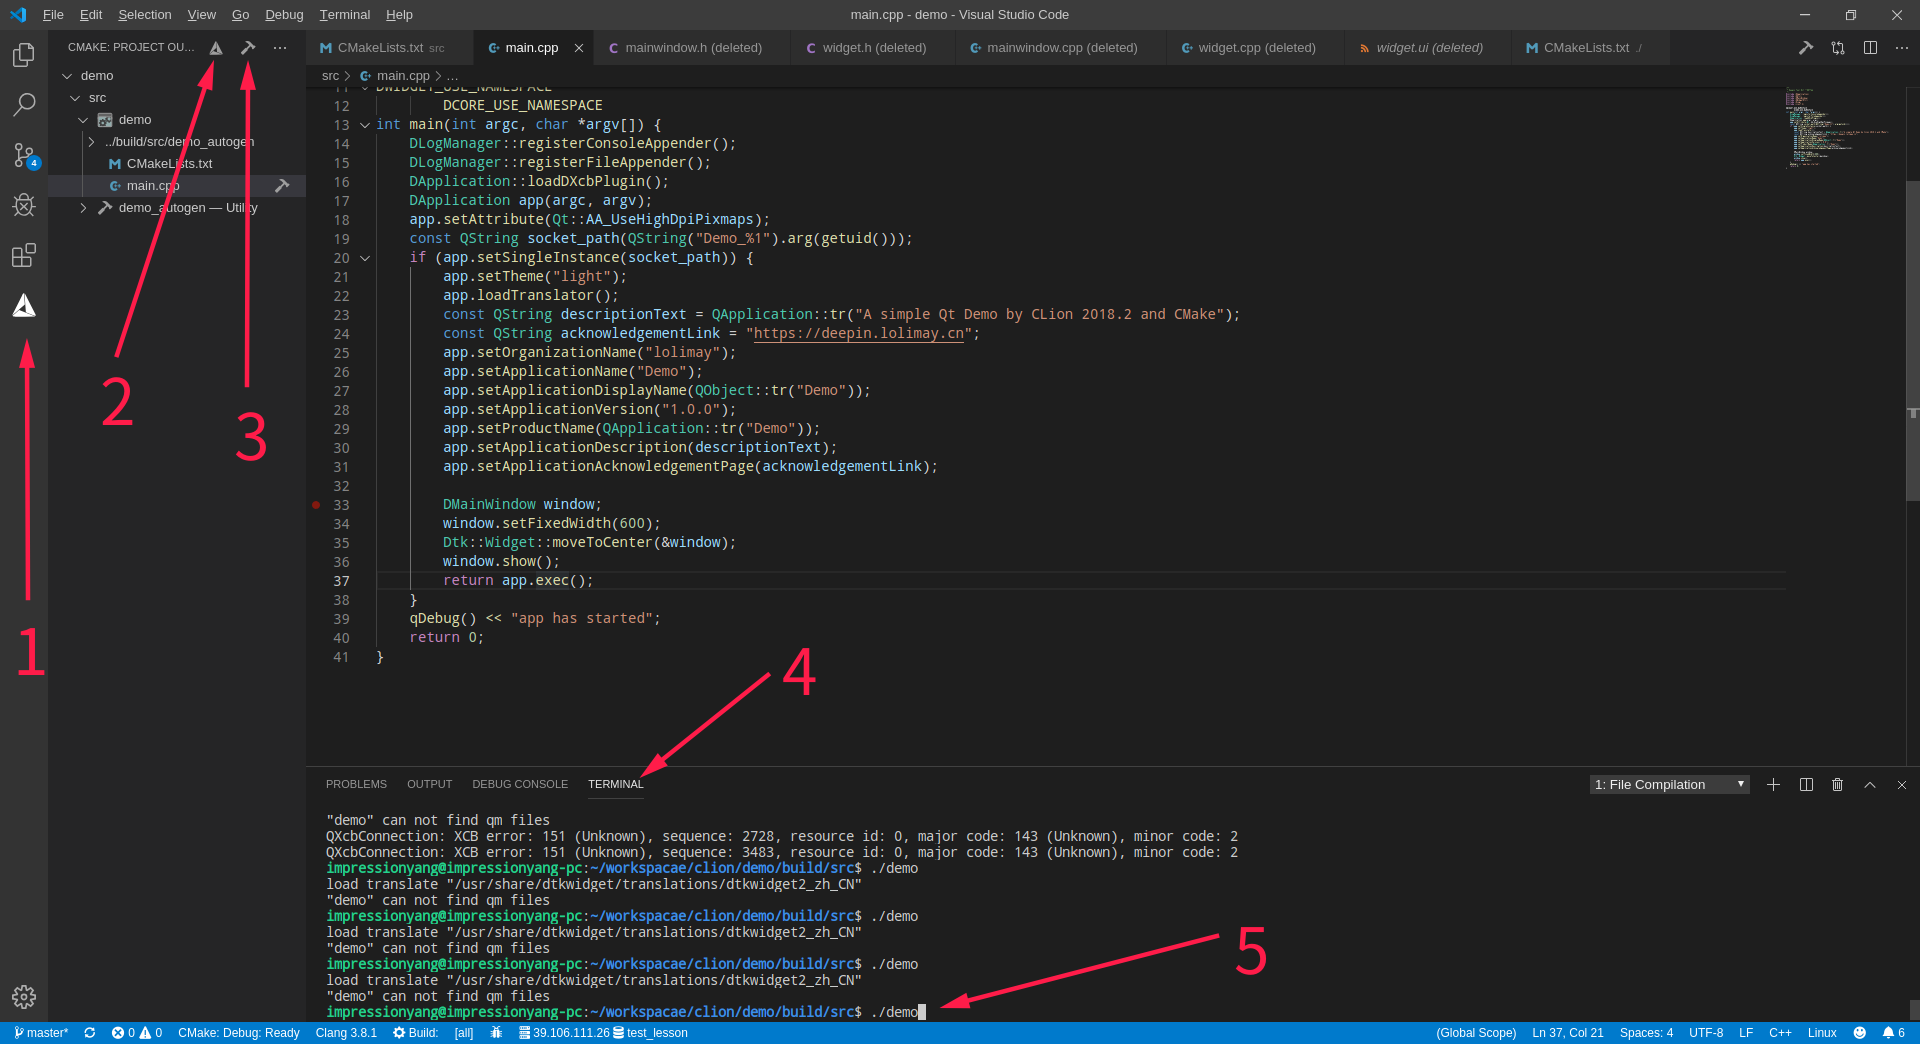 File Edit Selection View Go Debug Terminal Help
main.cpp - demo - Visual Studio Code
CMAKE: PROJECT OU...
CMakeLists.txt src
main.cpp
mainwindow.h (deleted)
widget.h (deleted)
mainwindow.cpp (deleted)
widget.cpp (deleted)
widget.ui (deleted)
CMakeLists.txt ./
src > main.cpp > ...
demo
src
demo
../build/src/demo_autogen
CMakeLists.txt
main.cpp
demo_autogen — Utility
4
11 DWIDGET_USE_NAMESPACE
12 DCORE_USE_NAMESPACE
13 int main(int argc, char *argv[]) {
14 DLogManager::registerConsoleAppender();
15 DLogManager::registerFileAppender();
16 DApplication::loadDXcbPlugin();
17 DApplication app(argc, argv);
18 app.setAttribute(Qt::AA_UseHighDpiPixmaps);
19 const QString socket_path(QString("Demo_%1").arg(getuid()));
20 if (app.setSingleInstance(socket_path)) {
21 app.setTheme("light");
22 app.loadTranslator();
23 const QString descriptionText = QApplication::tr("A simple Qt Demo by CLion 2018.2 and CMake");
24 const QString acknowledgementLink = "https://deepin.lolimay.cn";
25 app.setOrganizationName("lolimay");
26 app.setApplicationName("Demo");
27 app.setApplicationDisplayName(QObject::tr("Demo"));
28 app.setApplicationVersion("1.0.0");
29 app.setProductName(QApplication::tr("Demo"));
30 app.setApplicationDescription(descriptionText);
31 app.setApplicationAcknowledgementPage(acknowledgementLink);
32
33 DMainWindow window;
34 window.setFixedWidth(600);
35 Dtk::Widget::moveToCenter(&window);
36 window.show();
37 return app.exec();
38 }
39 qDebug() << "app has started";
40 return 0;
41 }
1
2
3
4
5
PROBLEMS OUTPUT DEBUG CONSOLE TERMINAL
1: File Compilation
"demo" can not find qm files
QXcbConnection: XCB error: 151 (Unknown), sequence: 2728, resource id: 0, major code: 143 (Unknown), minor code: 2
QXcbConnection: XCB error: 151 (Unknown), sequence: 3483, resource id: 0, major code: 143 (Unknown), minor code: 2
impressionyang@impressionyang-pc:~/workspacae/clion/demo/build/src$ ./demo
load translate "/usr/share/dtkwidget/translations/dtkwidget2_zh_CN"
"demo" can not find qm files
impressionyang@impressionyang-pc:~/workspacae/clion/demo/build/src$ ./demo
load translate "/usr/share/dtkwidget/translations/dtkwidget2_zh_CN"
"demo" can not find qm files
impressionyang@impressionyang-pc:~/workspacae/clion/demo/build/src$ ./demo
load translate "/usr/share/dtkwidget/translations/dtkwidget2_zh_CN"
"demo" can not find qm files
impressionyang@impressionyang-pc:~/workspacae/clion/demo/build/src$ ./demo
master* 0 0 CMake: Debug: Ready Clang 3.8.1 Build: [all] 39.106.111.26 test_lesson
(Global Scope) Ln 37, Col 21 Spaces: 4 UTF-8 LF C++ Linux 6